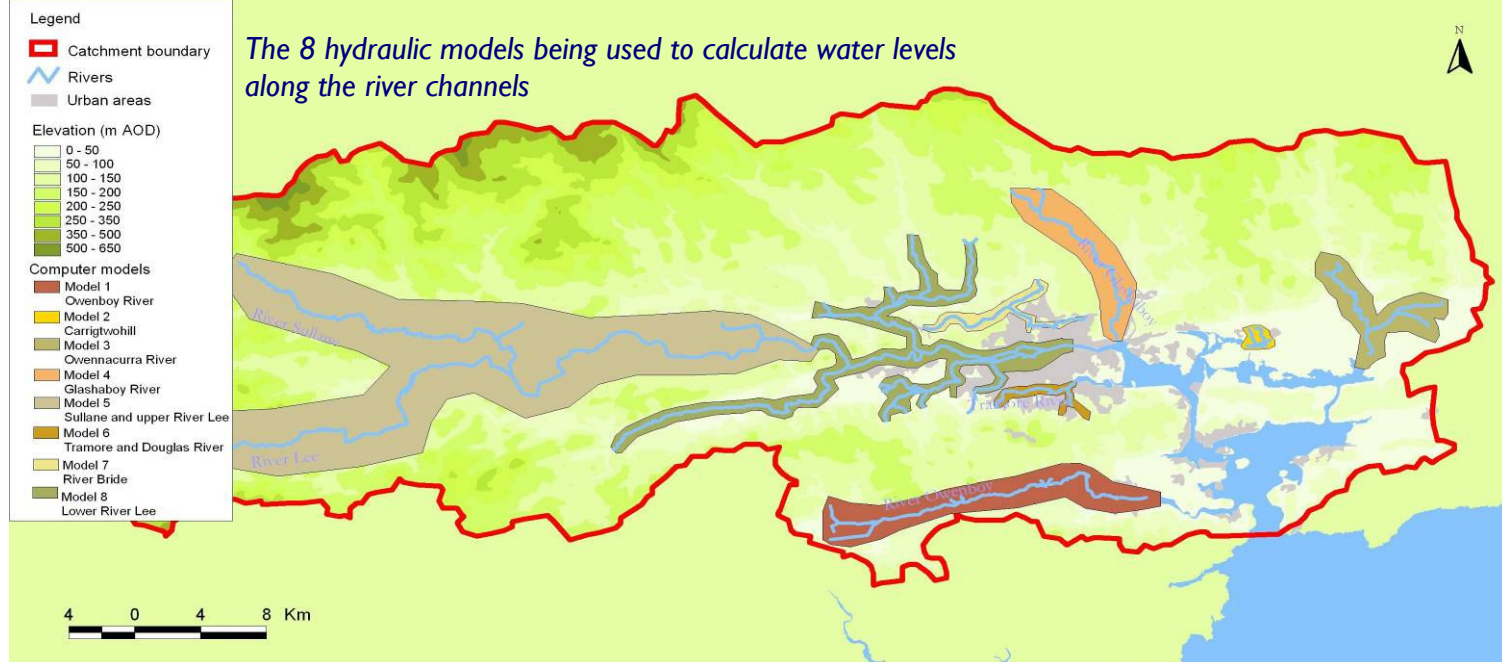 Legend
Catchment boundary
Rivers
Urban areas
Elevation (m AOD)
0 - 50
50 - 100
100 - 150
150 - 200
200 - 250
250 - 350
350 - 500
500 - 650
Computer models
Model 1
Owenboy River
Model 2
Carrigtwohill
Model 3
Owennacurra River
Model 4
Glashaboy River
Model 5
Sullane and upper River Lee
Model 6
Tramore and Douglas River
Model 7
River Bride
Model 8
Lower River Lee
The 8 hydraulic models being used to calculate water levels
along the river channels
N
River Sullane
River Lee
River
Tramore River
River Owenboy
4 0 4 8 Km